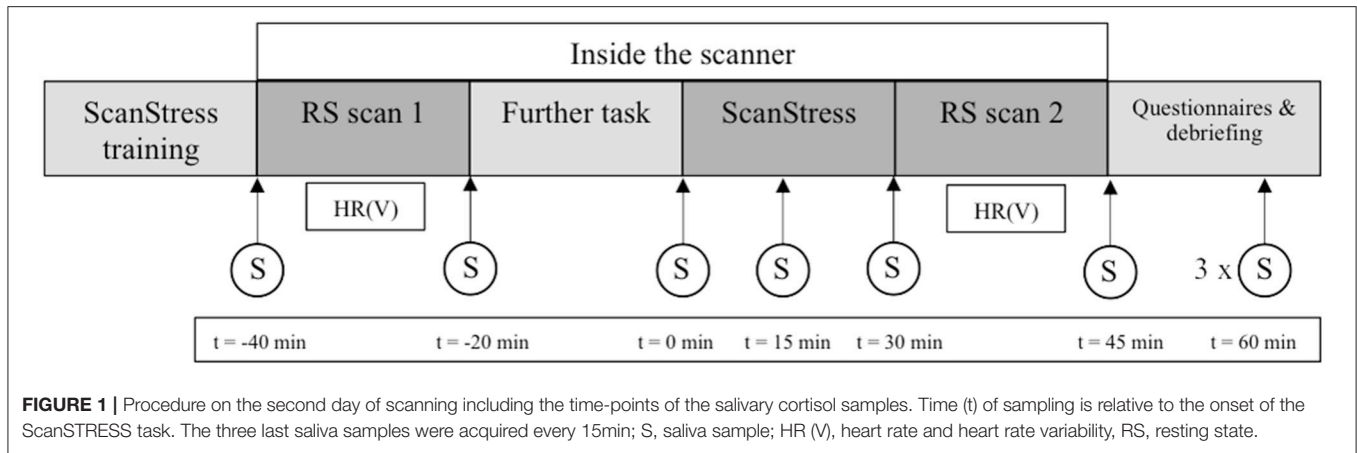 Inside the scanner
ScanStress
training
RS scan 1
Further task
ScanStress
RS scan 2
Questionnaires &
debriefing
HR(V)
HR(V)
S
S
S
S
S
S
3 x S
t = -40 min
t = -20 min
t = 0 min
t = 15 min
t = 30 min
t = 45 min
t = 60 min
FIGURE 1 | Procedure on the second day of scanning including the time-points of the salivary cortisol samples. Time (t) of sampling is relative to the onset of the
ScanSTRESS task. The three last saliva samples were acquired every 15min; S, saliva sample; HR (V), heart rate and heart rate variability, RS, resting state.